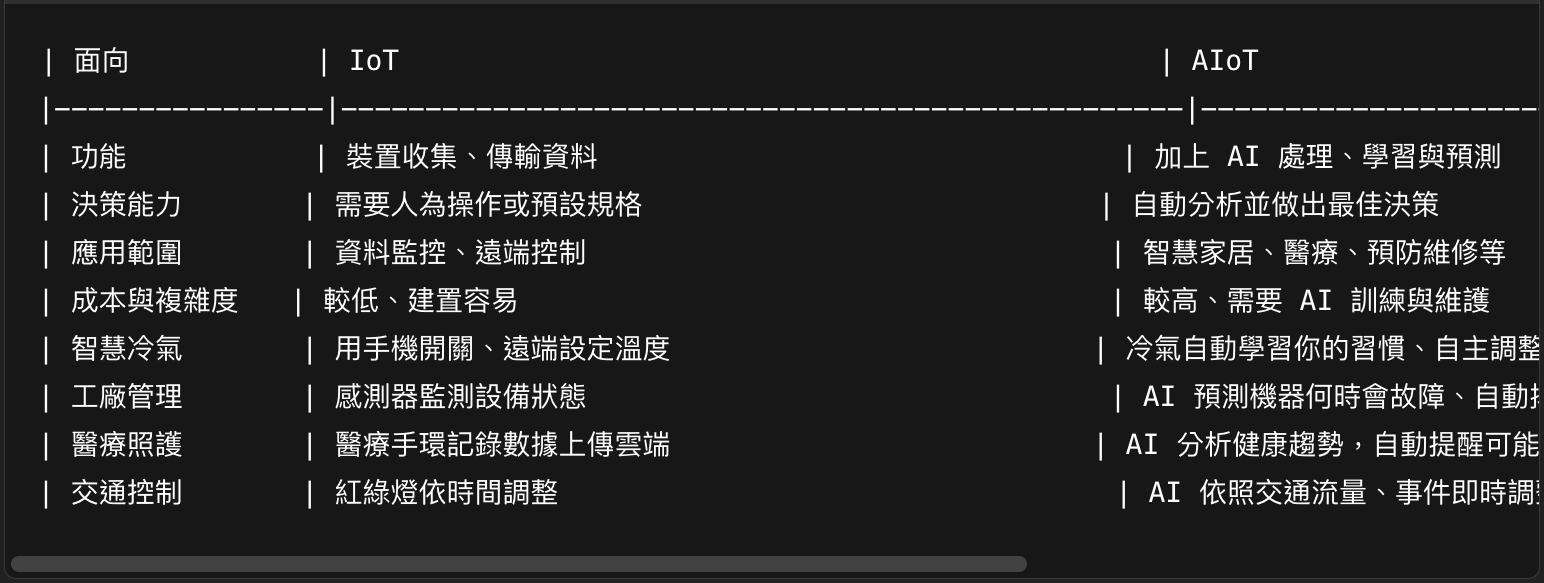 | 面向 | IoT | AIoT
|----------------|--------------------------------------------------|--------------------
| 功能 | 裝置收集、傳輸資料 | 加上 AI 處理、學習與預測
| 決策能力 | 需要人為操作或預設規格 | 自動分析並做出最佳決策
| 應用範圍 | 資料監控、遠端控制 | 智慧家居、醫療、預防維修等
| 成本與複雜度 | 較低、建置容易 | 較高、需要 AI 訓練與維護
| 智慧冷氣 | 用手機開關、遠端設定溫度 | 冷氣自動學習你的習慣、自主調整
| 工廠管理 | 感測器監測設備狀態 | AI 預測機器何時會故障、自動
| 醫療照護 | 醫療手環記錄數據上傳雲端 | AI 分析健康趨勢，自動提醒可能
| 交通控制 | 紅綠燈依時間調整 | AI 依照交通流量、事件即時調